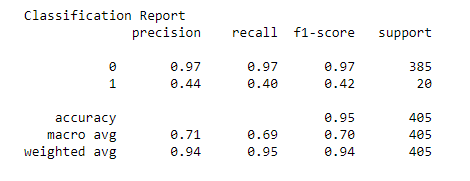 Classification Report
precision recall f1-score support
0 0.97 0.97 0.97 385
1 0.44 0.40 0.42 20
accuracy 0.95 405
macro avg 0.71 0.69 0.70 405
weighted avg 0.94 0.95 0.94 405